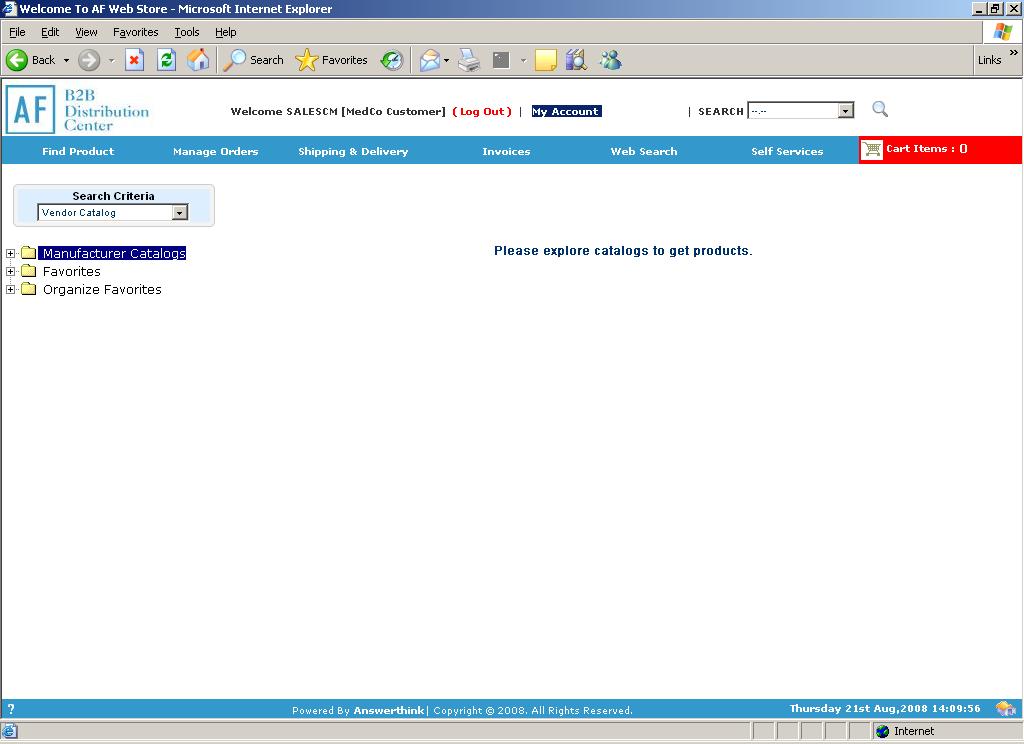 Welcome To AF Web Store - Microsoft Internet Explorer
File Edit View Favorites Tools Help
Back Search Favorites Links »
AF B2B
Distribution
Center
Welcome SALESCM [MedCo Customer] ( Log Out ) | My Account | SEARCH --.--
Find Product Manage Orders Shipping & Delivery Invoices Web Search Self Services Cart Items : 0
Search Criteria
Vendor Catalog
Manufacturer Catalogs
Please explore catalogs to get products.
Favorites
Organize Favorites
? Powered By Answerthink| Copyright © 2008. All Rights Reserved. Thursday 21st Aug,2008 14:09:56
Internet